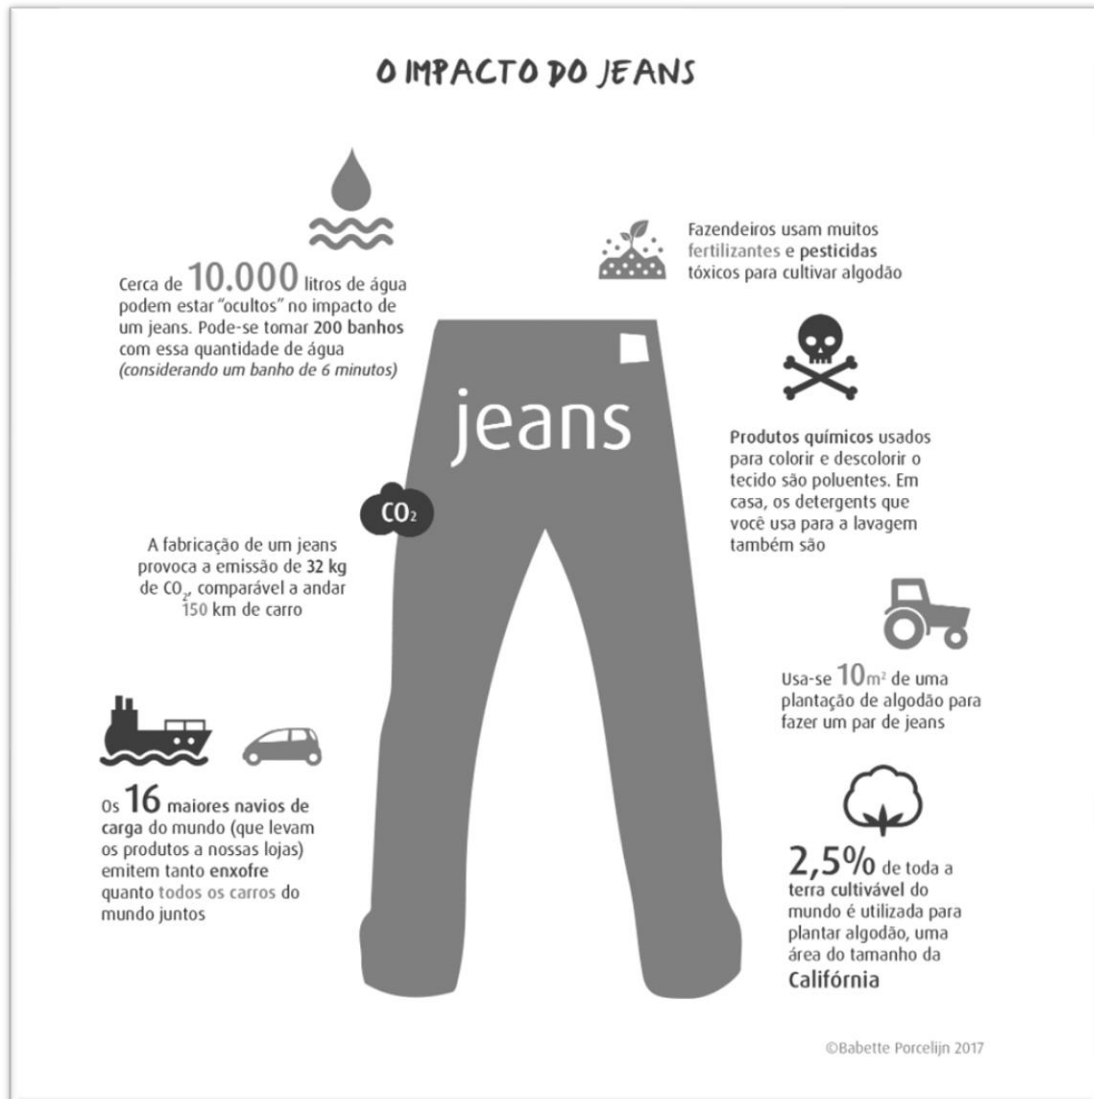 O IMPACTO DO JEANS
Cerca de 10.000 litros de água
podem estar “ocultos” no impacto de
um jeans. Pode-se tomar 200 banhos
com essa quantidade de água
(considerando um banho de 6 minutos)
Fazendeiros usam muitos
fertilizantes e pesticidas
tóxicos para cultivar algodão
jeans
Produtos químicos usados
para colorir e descolorir o
tecido são poluentes. Em
casa, os detergents que
você usa para a lavagem
também são
CO₂
A fabricação de um jeans
provoca a emissão de 32 kg
de CO₂, comparável a andar
150 km de carro
Usa-se 10m² de uma
plantação de algodão para
fazer um par de jeans
Os 16 maiores navios de
carga do mundo (que levam
os produtos a nossas lojas)
emitem tanto enxofre
quanto todos os carros do
mundo juntos
2,5% de toda a
terra cultivável do
mundo é utilizada para
plantar algodão, uma
área do tamanho da
Califórnia
©Babette Porcelijn 2017